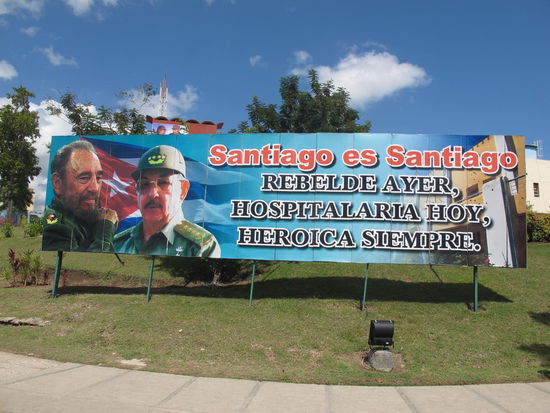 Santiago es Santiago
REBELDE AYER,
HOSPITALARIA HOY,
HEROICA SIEMPRE.